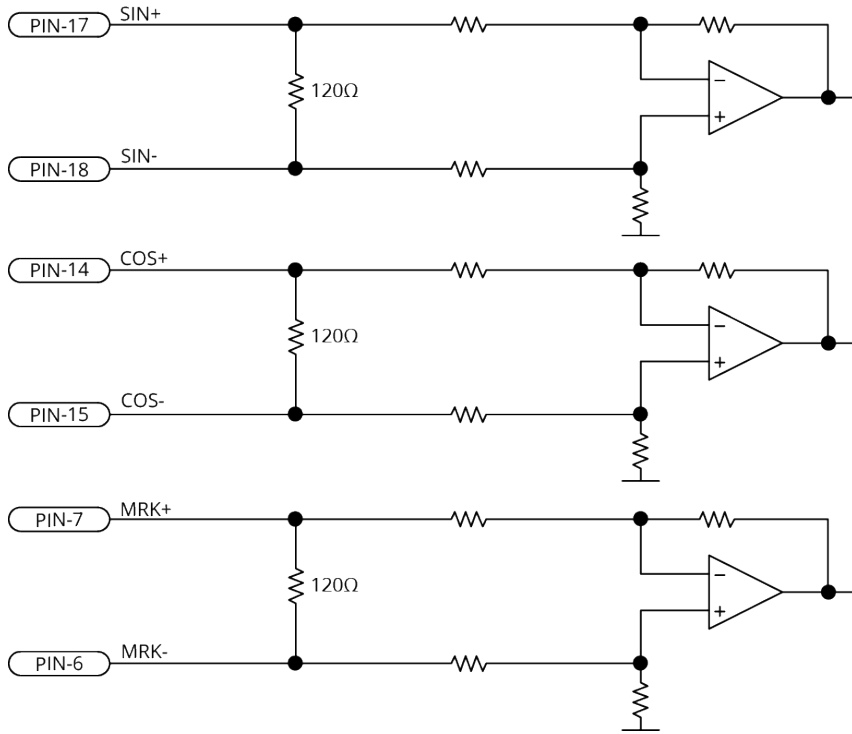 SIN+
PIN-17
120Ω
−
+
SIN-
PIN-18
COS+
PIN-14
120Ω
−
+
COS-
PIN-15
MRK+
PIN-7
120Ω
−
+
MRK-
PIN-6